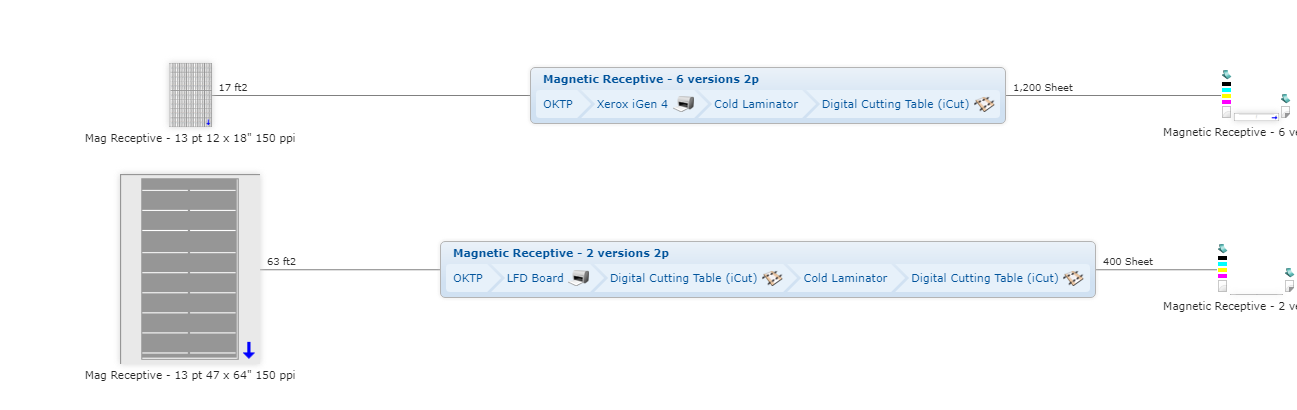 Magnetic Receptive - 6 versions 2p
17 ft2
1,200 Sheet
OKTP Xerox iGen 4 Cold Laminator Digital Cutting Table (iCut)
Mag Receptive - 13 pt 12 x 18" 150 ppi
Magnetic Receptive - 6 ve
Magnetic Receptive - 2 versions 2p
63 ft2
400 Sheet
OKTP LFD Board Digital Cutting Table (iCut) Cold Laminator Digital Cutting Table (iCut)
Magnetic Receptive - 2 ve
Mag Receptive - 13 pt 47 x 64" 150 ppi